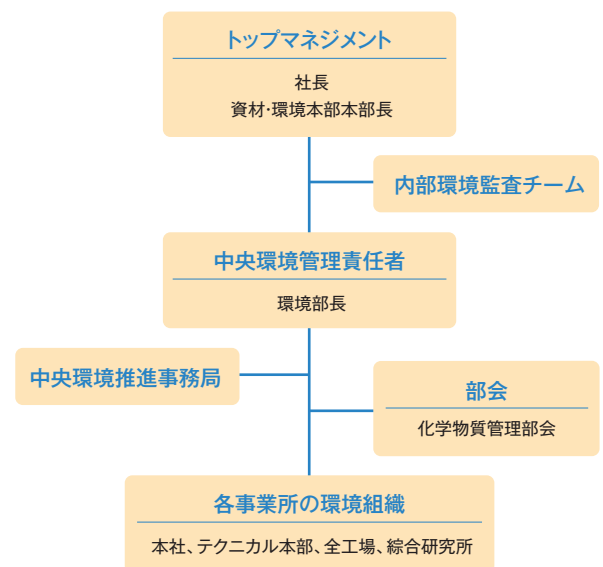 トップマネジメント
社長
資材・環境本部本部長
内部環境監査チーム
中央環境管理責任者
環境部長
中央環境推進事務局
部会
化学物質管理部会
各事業所の環境組織
本社、テクニカル本部、全工場、綜合研究所